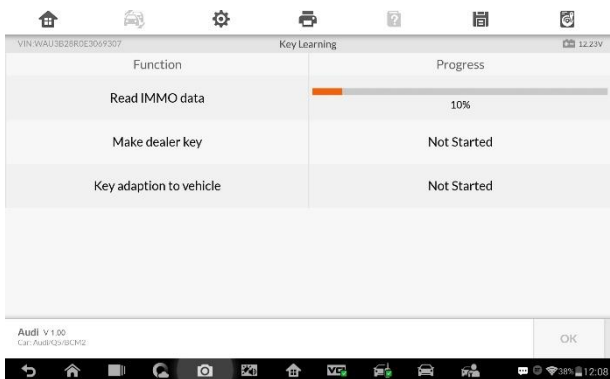 VIN:WAU3B28R0E3069307 Key Learning 12.23V
Function Progress
Read IMMO data 10%
Make dealer key Not Started
Key adaption to vehicle Not Started
Audi V 1.00
Car: Audi/Q5/BCM2
OK
38% 12:08